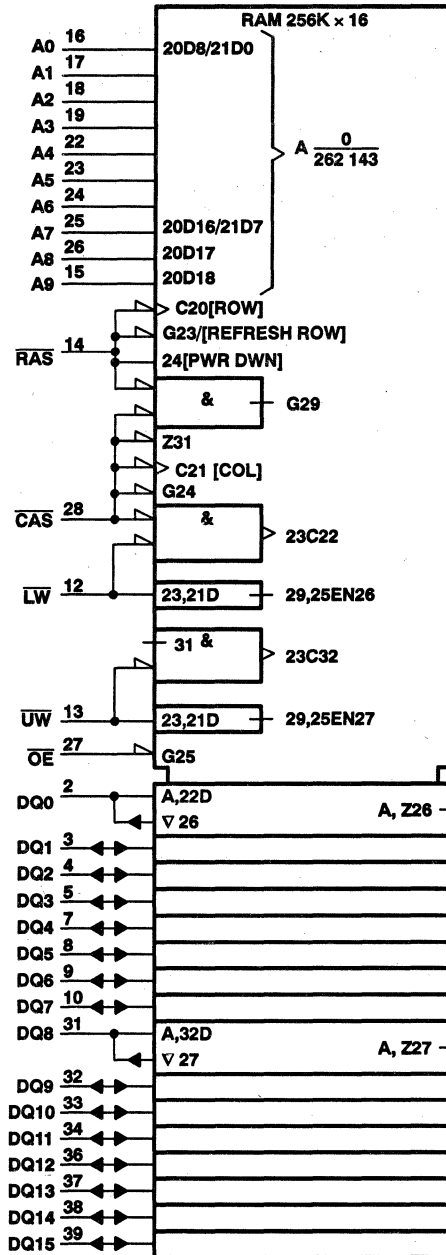 RAM 256K × 16
A0 16 20D8/21D0
A1 17
A2 18
A3 19
A4 22
A5 23
A6 24
A7 25 20D16/21D7
A8 26 20D17
A9 15 20D18
A 0
262 143
C20[ROW]
G23/[REFRESH ROW]
RAS 14 24[PWR DWN]
& G29
Z31
C21 [COL]
G24
CAS 28 &
23C22
LW 12 23,21D 29,25EN26
31 &
23C32
UW 13 23,21D 29,25EN27
OE 27 G25
DQ0 2 A,22D A, Z26
∇ 26
DQ1 3
DQ2 4
DQ3 5
DQ4 7
DQ5 8
DQ6 9
DQ7 10
DQ8 31 A,32D A, Z27
∇ 27
DQ9 32
DQ10 33
DQ11 34
DQ12 36
DQ13 37
DQ14 38
DQ15 39